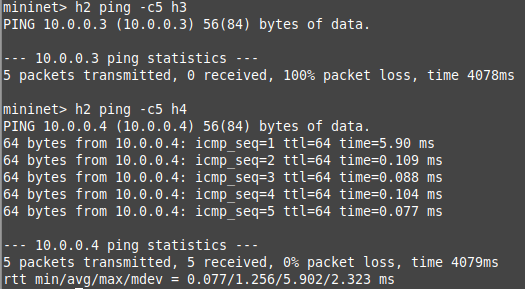 mininet> h2 ping -c5 h3
PING 10.0.0.3 (10.0.0.3) 56(84) bytes of data.
--- 10.0.0.3 ping statistics ---
5 packets transmitted, 0 received, 100% packet loss, time 4078ms
mininet> h2 ping -c5 h4
PING 10.0.0.4 (10.0.0.4) 56(84) bytes of data.
64 bytes from 10.0.0.4: icmp_seq=1 ttl=64 time=5.90 ms
64 bytes from 10.0.0.4: icmp_seq=2 ttl=64 time=0.109 ms
64 bytes from 10.0.0.4: icmp_seq=3 ttl=64 time=0.088 ms
64 bytes from 10.0.0.4: icmp_seq=4 ttl=64 time=0.104 ms
64 bytes from 10.0.0.4: icmp_seq=5 ttl=64 time=0.077 ms
--- 10.0.0.4 ping statistics ---
5 packets transmitted, 5 received, 0% packet loss, time 4079ms
rtt min/avg/max/mdev = 0.077/1.256/5.902/2.323 ms